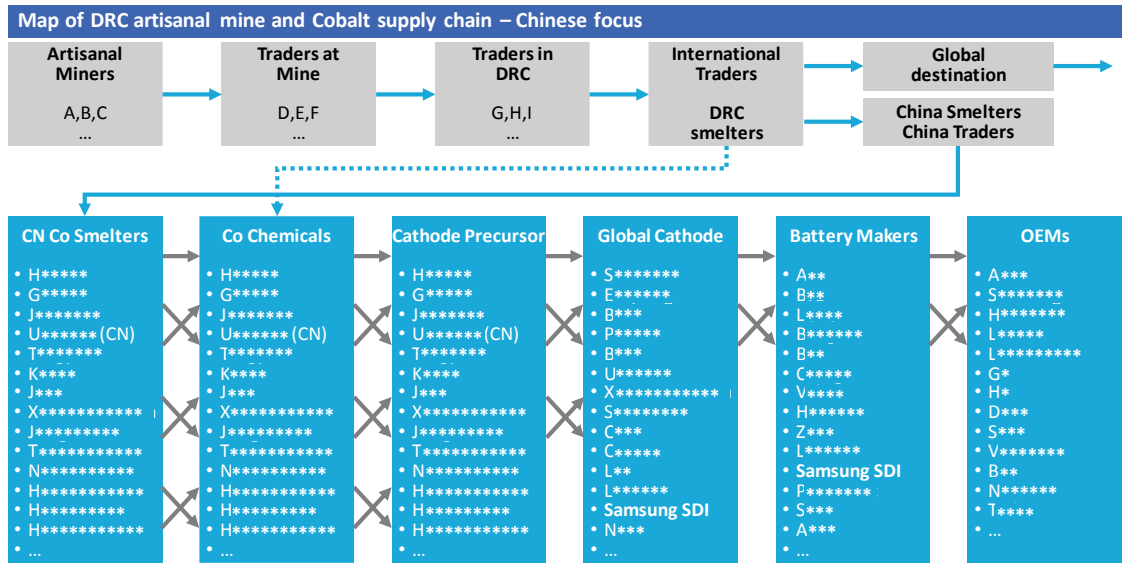 Map of DRC artisanal mine and Cobalt supply chain – Chinese focus
Artisanal
Miners
A,B,C
...
Traders at
Mine
D,E,F
...
Traders in
DRC
G,H,I
...
International
Traders
DRC
smelters
Global
destination
China Smelters
China Traders
CN Co Smelters
• H*****
• G*****
• J*******
• U******(CN)
• T*******
• K****
• J***
• X***********
• J*********
• T***********
• N**********
• H***********
• H*********
• H***********
• ...
Co Chemicals
• H*****
• G*****
• J*******
• U******(CN)
• T*******
• K****
• J***
• X***********
• J*********
• T***********
• N**********
• H***********
• H*********
• H***********
• ...
Cathode Precursor
• H*****
• G*****
• J*******
• U******(CN)
• T*******
• K****
• J***
• X***********
• J*********
• T***********
• N**********
• H***********
• H*********
• H***********
• ...
Global Cathode
• S*******
• E******
• B***
• P*****
• B***
• U******
• X***********
• S********
• C***
• C*****
• L**
• L******
• Samsung SDI
• N***
• ...
Battery Makers
• A**
• B**
• L****
• B******
• B**
• C*****
• V****
• H******
• Z***
• L******
• Samsung SDI
• P*******
• S***
• A***
• ...
OEMs
• A***
• S*******
• H*******
• L*****
• L*********
• G*
• H*
• D***
• S***
• V*******
• B**
• N******
• T****
• ...